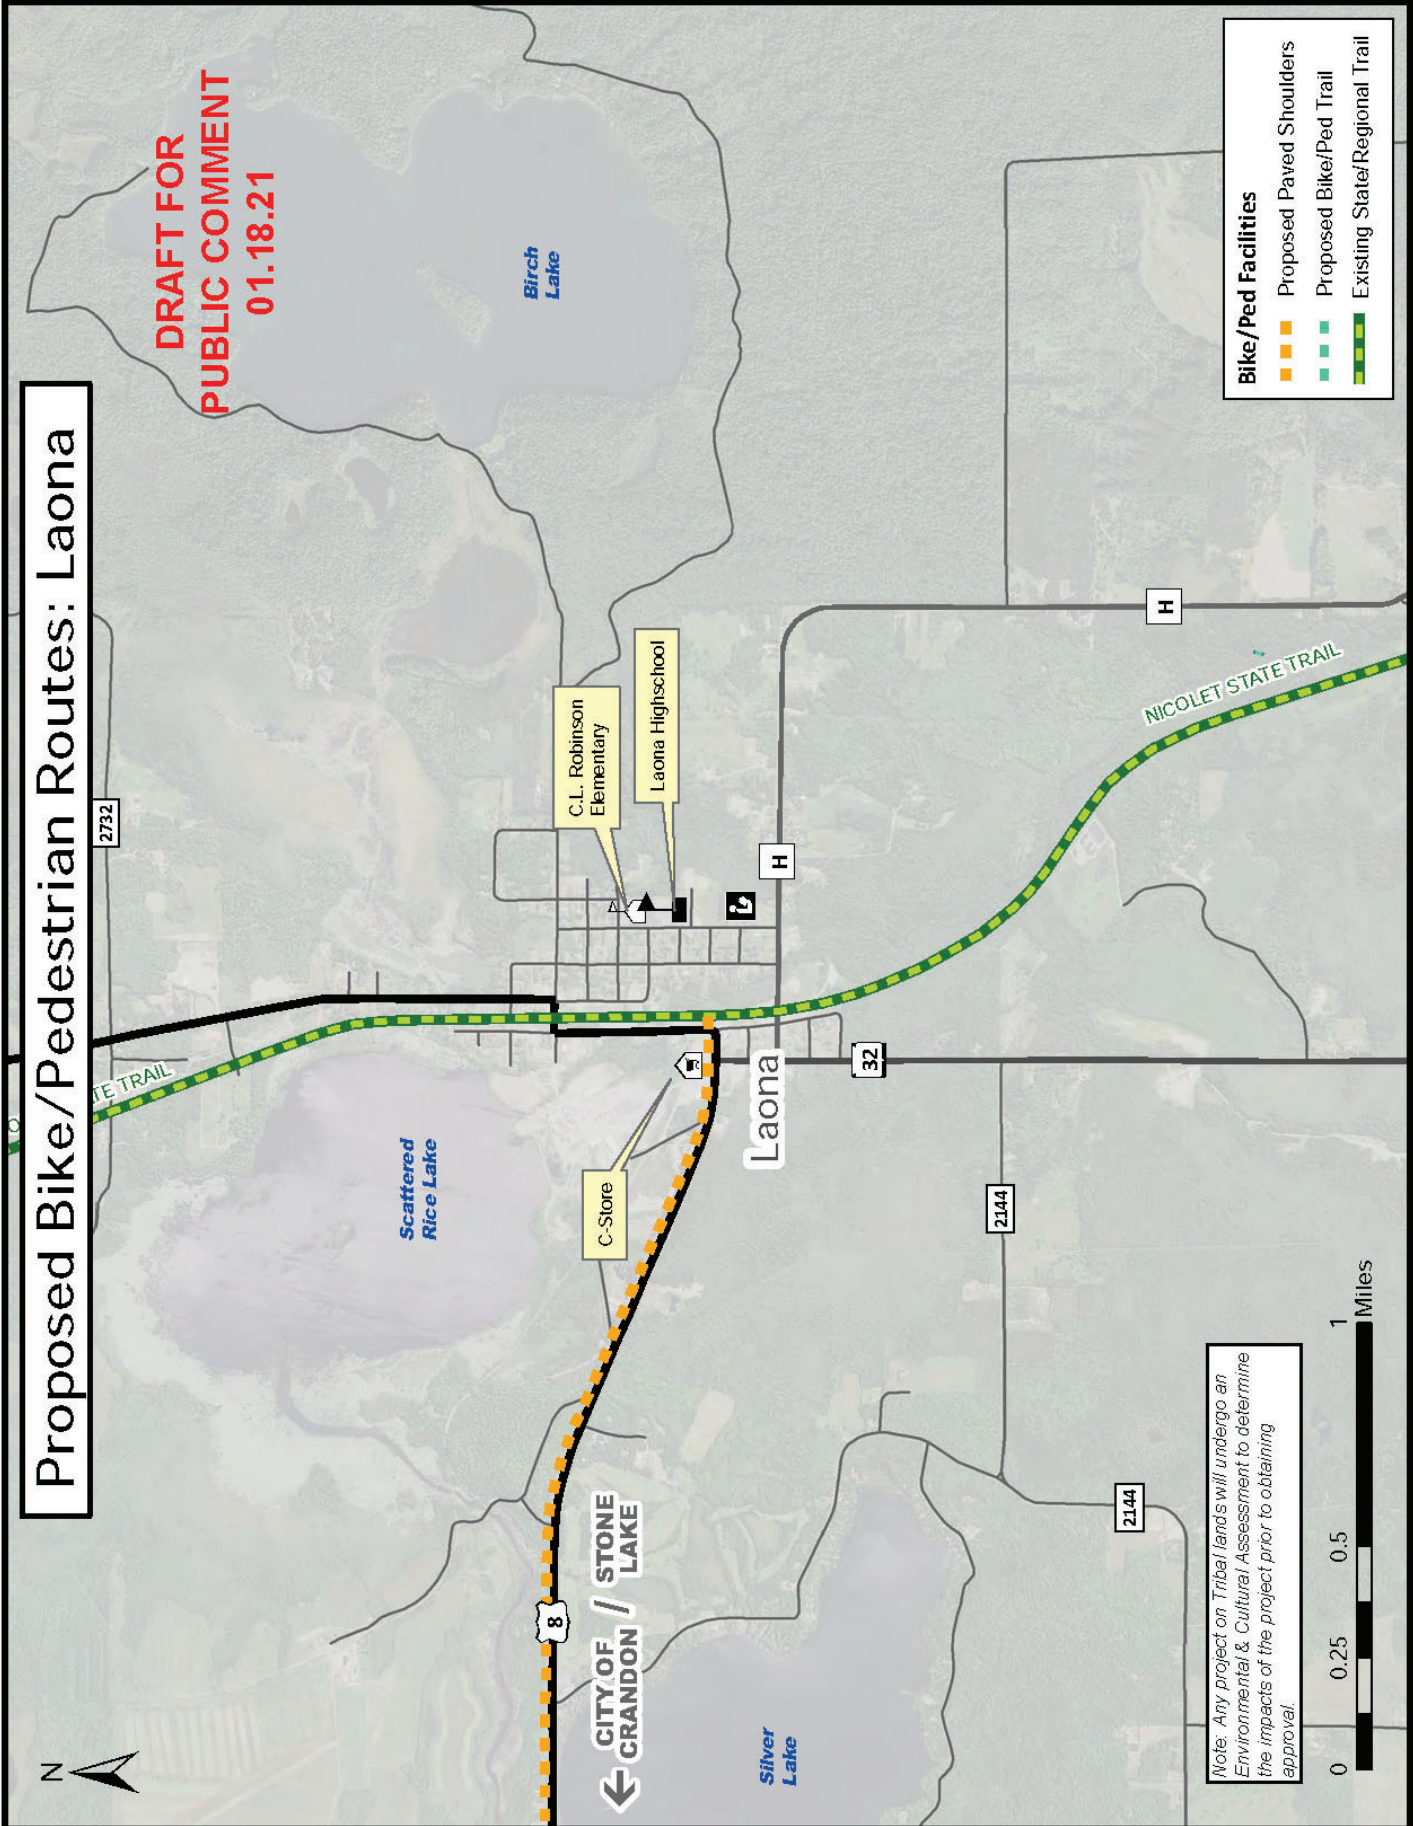 Proposed Bike/Pedestrian Routes: Laona
DRAFT FOR
PUBLIC COMMENT
01.18.21
N
2732
TE TRAIL
Scattered
Rice Lake
Birch
Lake
C.L. Robinson
Elementary
Laona Highschool
C-Store
8
CITY OF
CRANDON
/
STONE
LAKE
Silver
Lake
Laona
H
32
2144
2144
H
NICOLET STATE TRAIL
Note: Any project on Tribal lands will undergo an
Environmental & Cultural Assessment to determine
the impacts of the project prior to obtaining
approval.
0 0.25 0.5 1
Miles
Bike/Ped Facilities
Proposed Paved Shoulders
Proposed Bike/Ped Trail
Existing State/Regional Trail